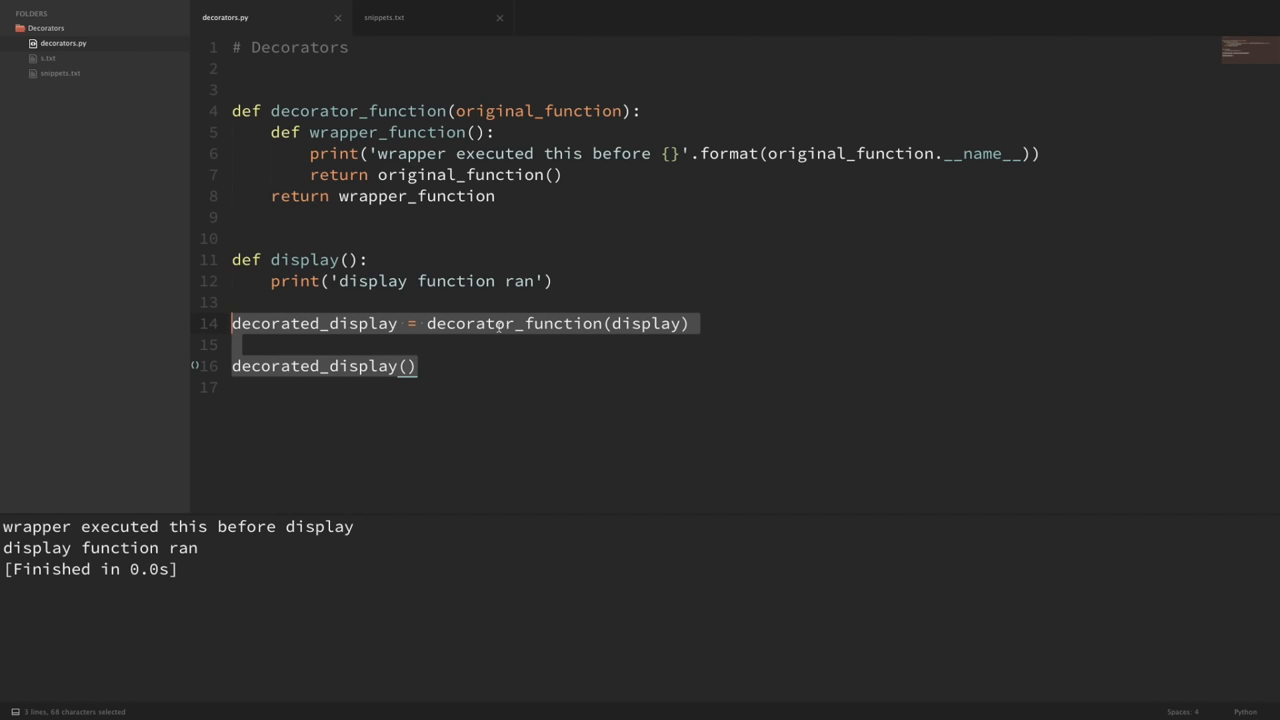 FOLDERS
Decorators
decorators.py
s.txt
snippets.txt
decorators.py
snippets.txt
1 # Decorators
2
3
4 def decorator_function(original_function):
5     def wrapper_function():
6         print('wrapper executed this before {}'.format(original_function.__name__))
7         return original_function()
8     return wrapper_function
9
10
11 def display():
12     print('display function ran')
13
14 decorated_display = decorator_function(display)
15
16 decorated_display()
17
wrapper executed this before display
display function ran
[Finished in 0.0s]
3 lines, 68 characters selected
Spaces: 4
Python